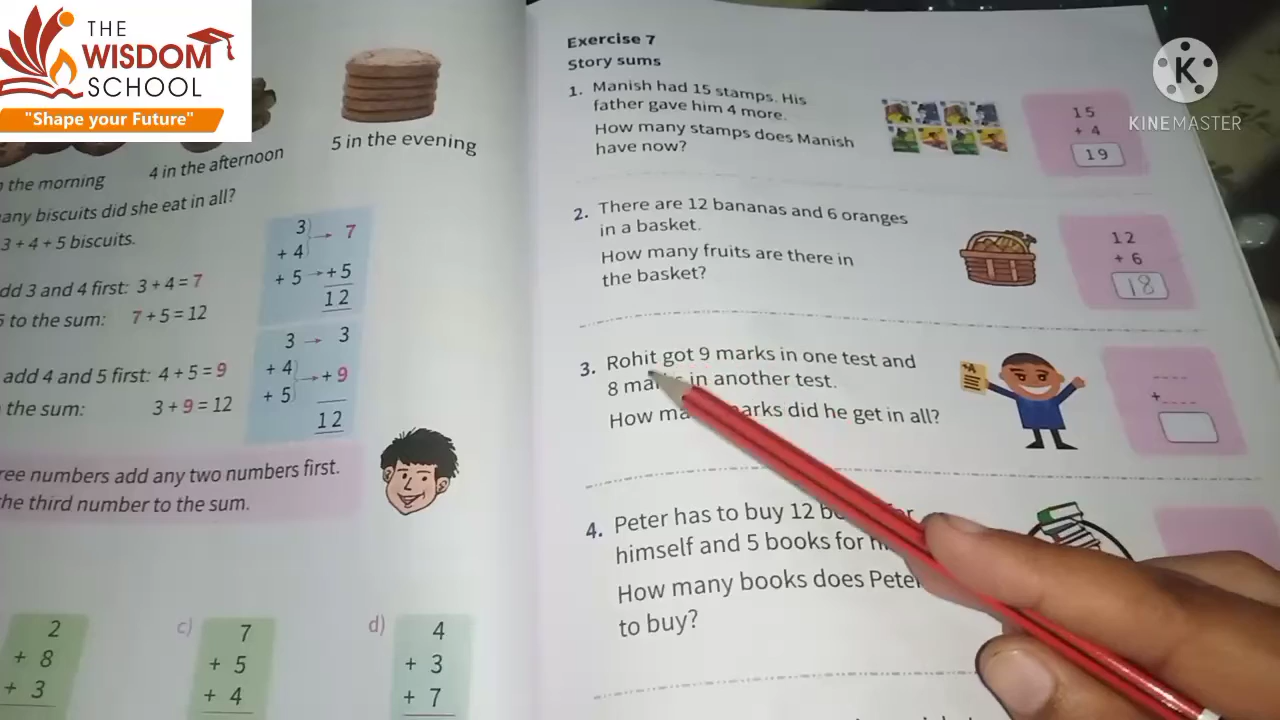 THE
WISDOM
SCHOOL
"Shape your Future"
KINEMASTER
K
5 in the evening
4 in the afternoon
the morning
any biscuits did she eat in all?
3 + 4 + 5 biscuits.
dd 3 and 4 first: 3 + 4 = 7
to the sum: 7 + 5 = 12
add 4 and 5 first: 4 + 5 = 9
the sum: 3 + 9 = 12
3 → 7
+ 4
+ 5 → + 5
12
3 → 3
+ 4 → + 9
+ 5
12
ree numbers add any two numbers first.
he third number to the sum.
2
+ 8
+ 3
c) 7
+ 5
+ 4
d) 4
+ 3
+ 7
Exercise 7
Story sums
1. Manish had 15 stamps. His
father gave him 4 more.
How many stamps does Manish
have now?
15
+ 4
19
2. There are 12 bananas and 6 oranges
in a basket.
How many fruits are there in
the basket?
12
+ 6
18
3. Rohit got 9 marks in one test and
8 marks in another test.
How many marks did he get in all?
A+
+
4. Peter has to buy 12 for
himself and 5 books for
How many books does Peter
to buy?